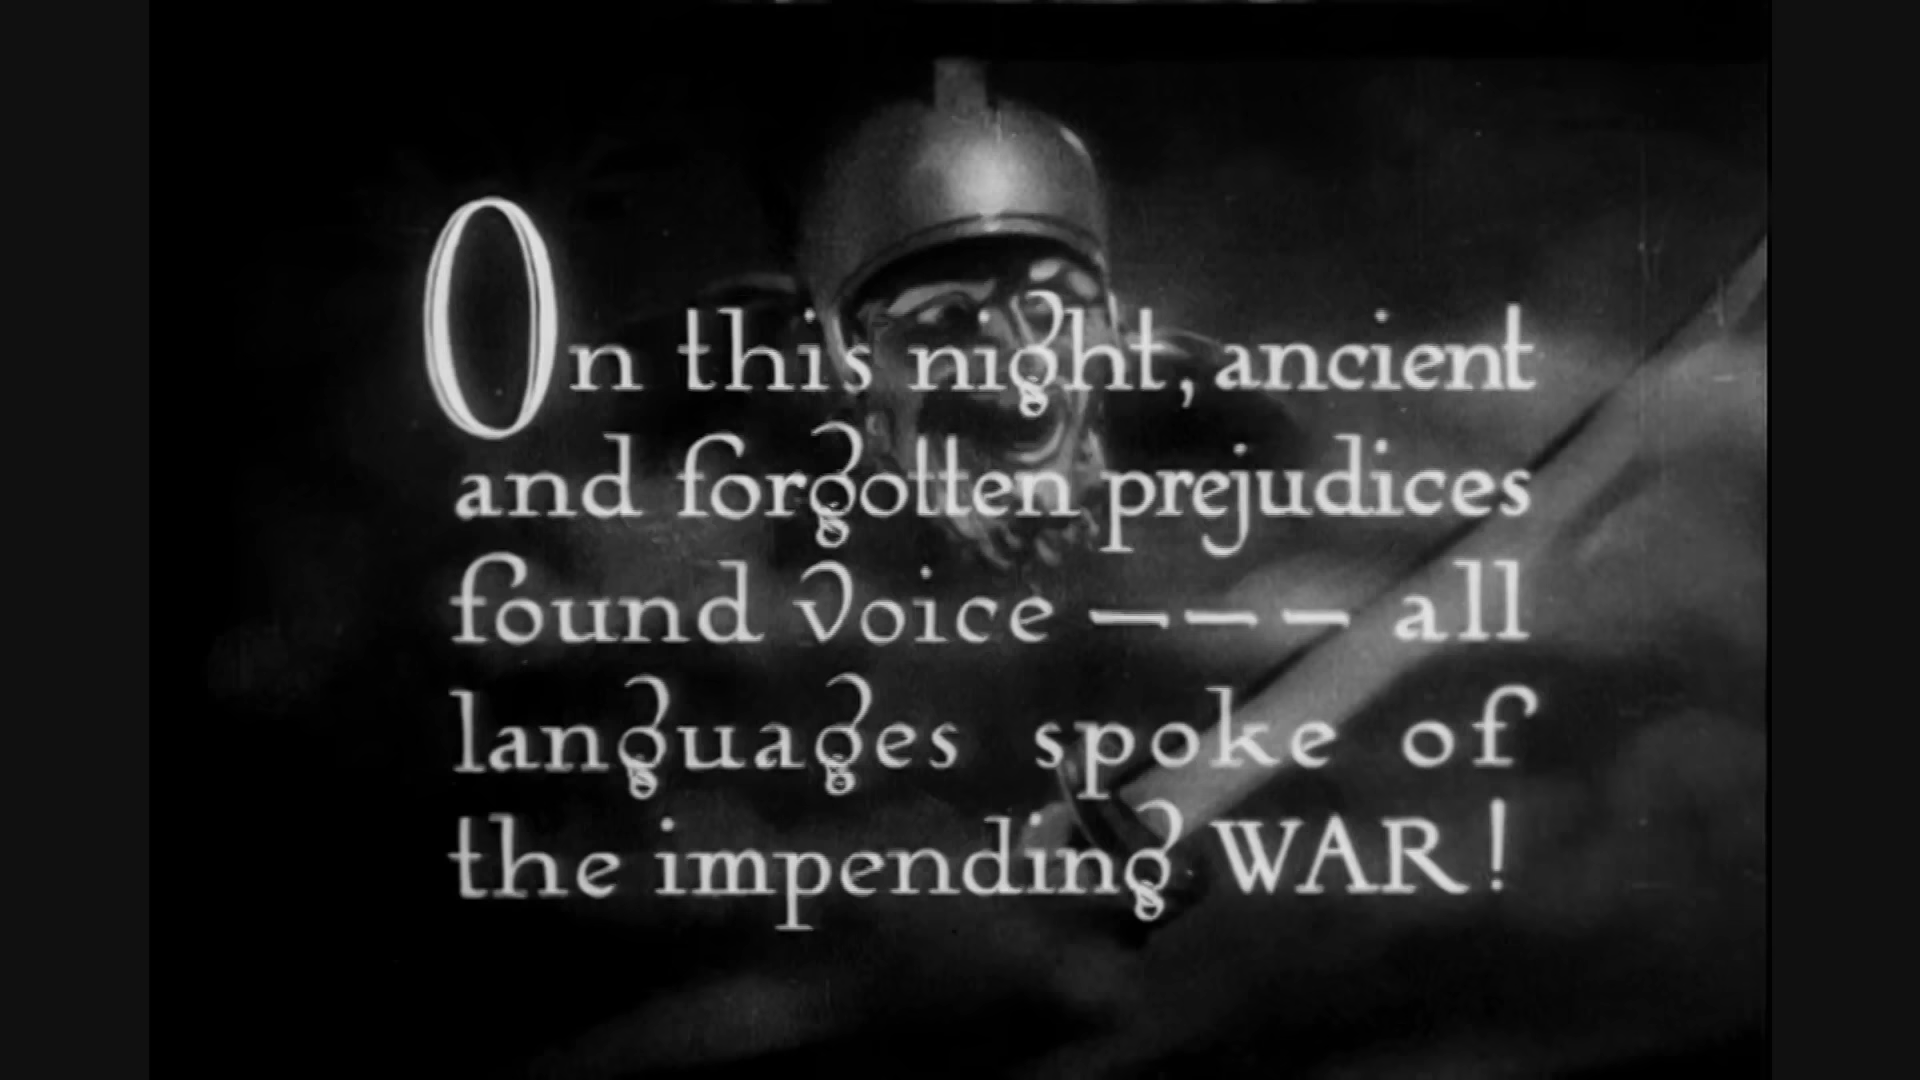 On this night, ancient
and forgotten prejudices
found voice --- all
languages spoke of
the impending WAR!